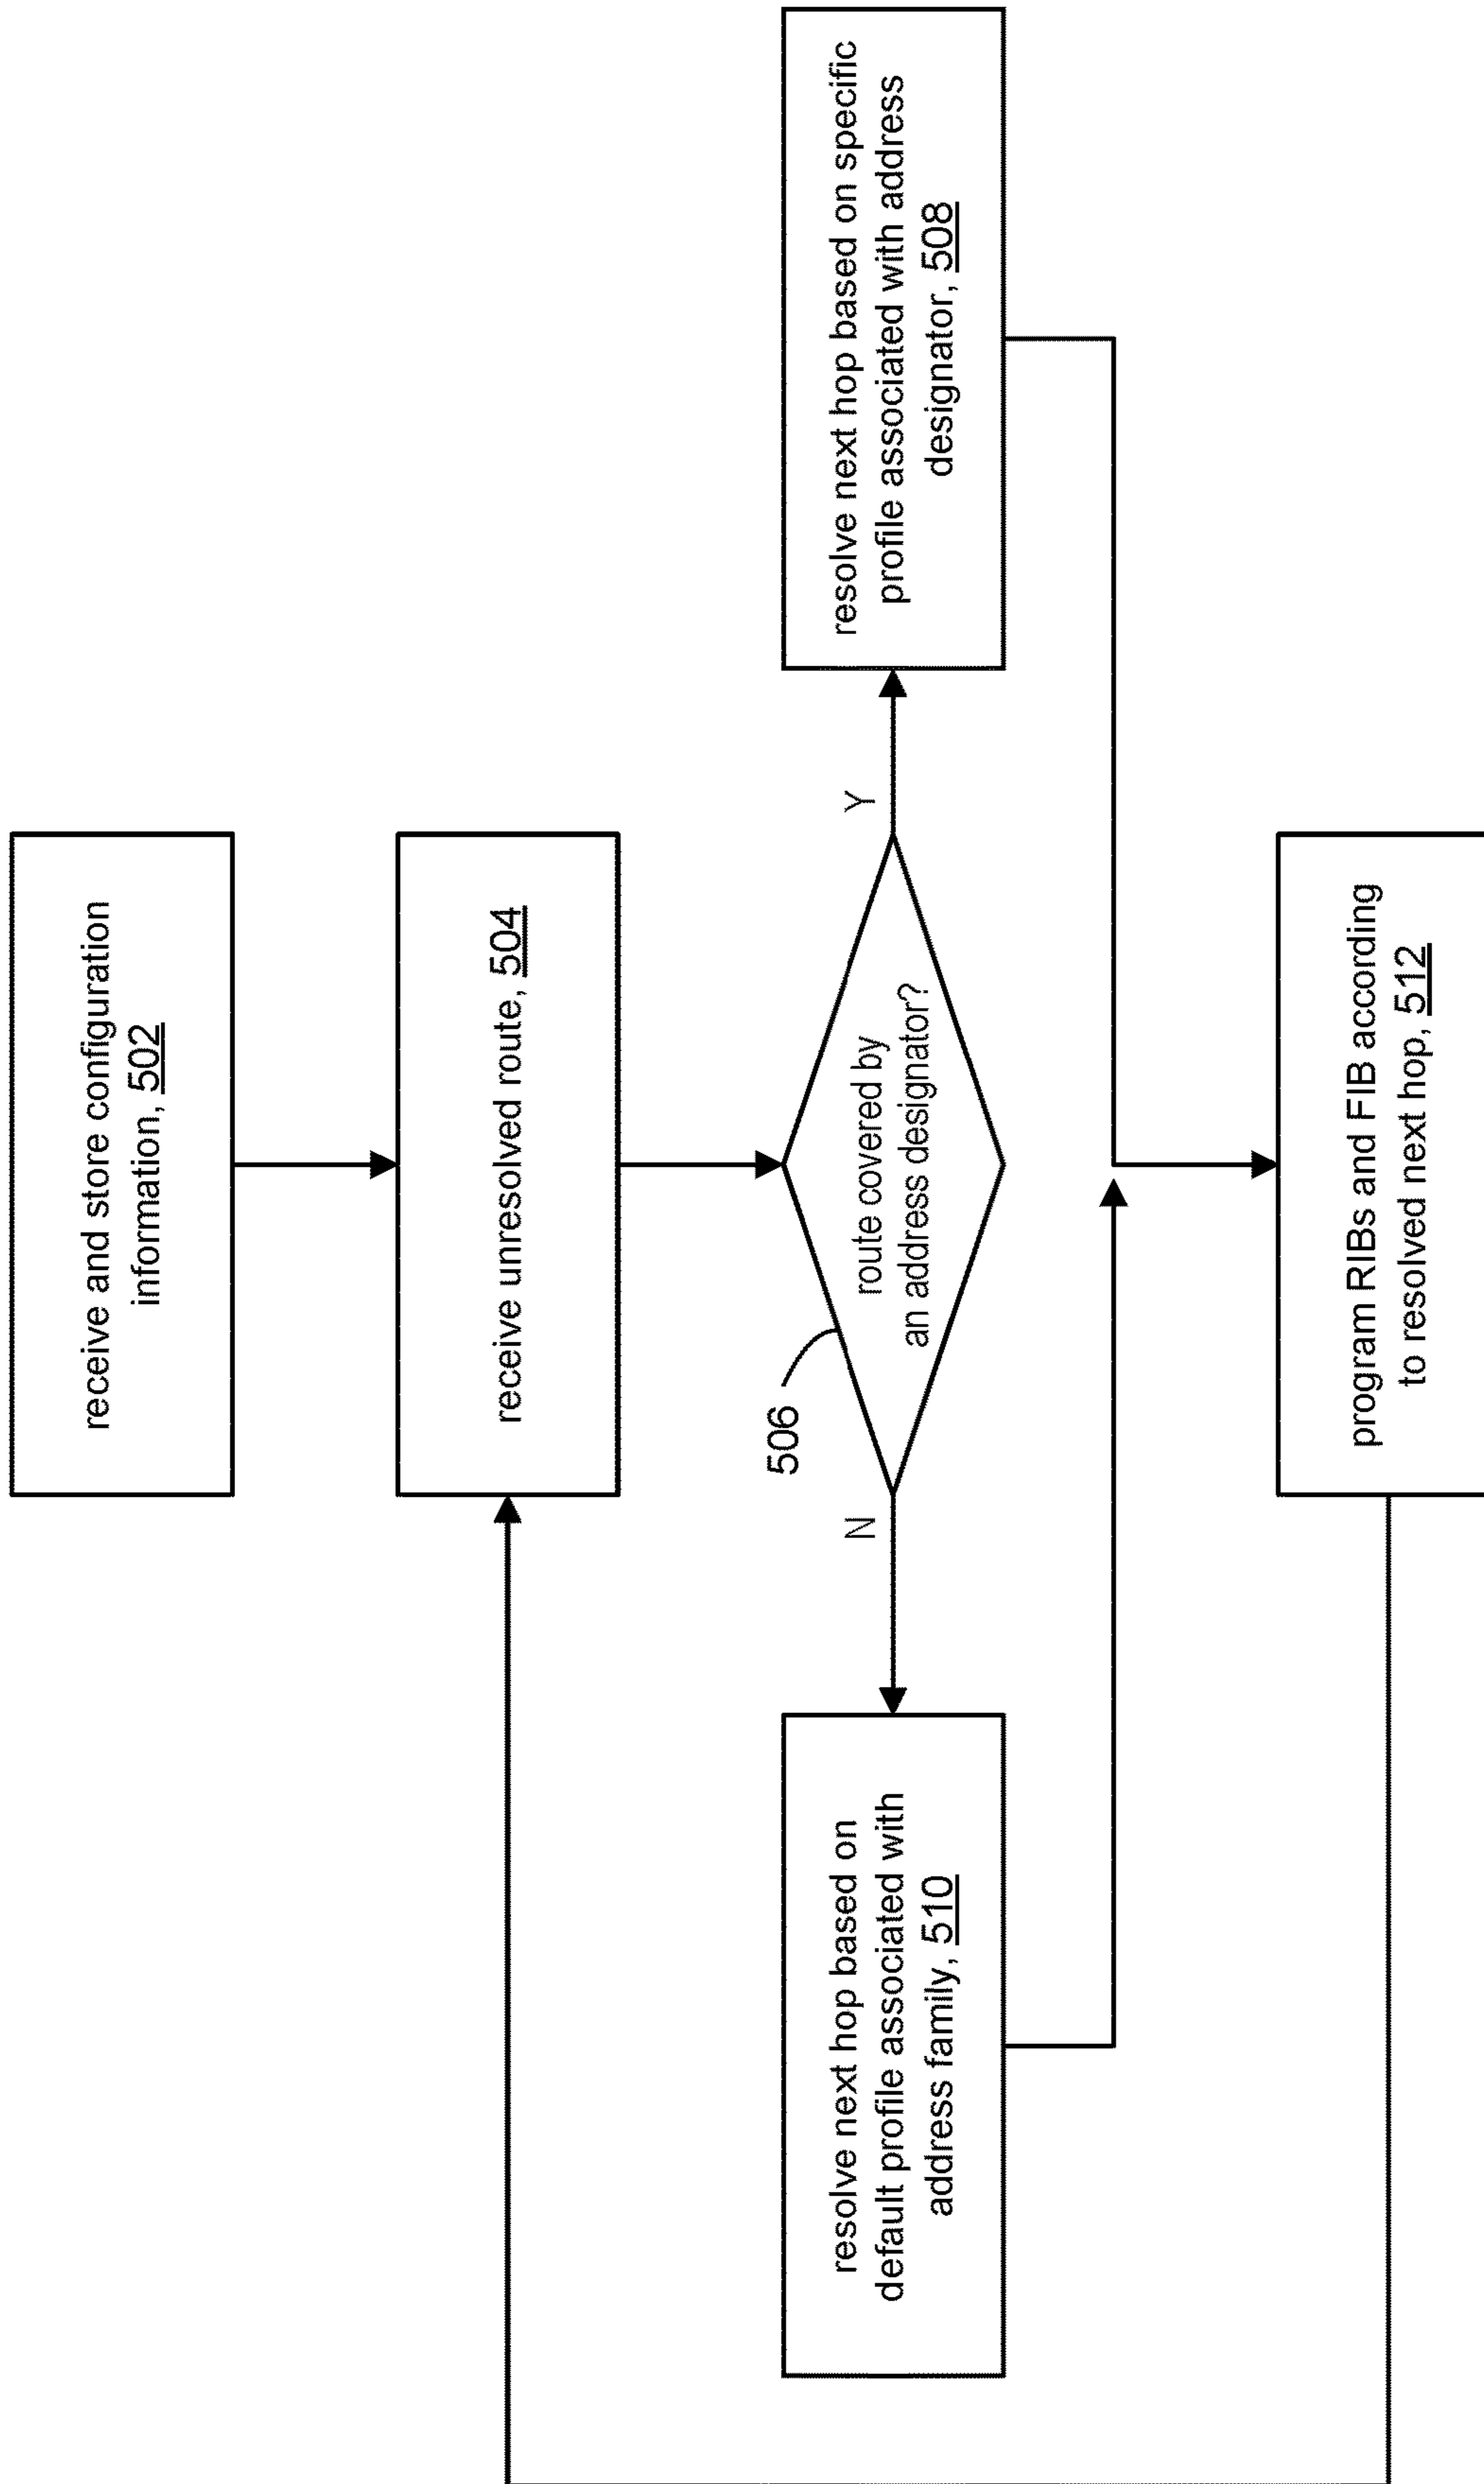 receive and store configuration
information, 502
receive unresolved route, 504
506
route covered by
an address designator?
Y
N
resolve next hop based on specific
profile associated with address
designator, 508
resolve next hop based on
default profile associated with
address family, 510
program RIBs and FIB according
to resolved next hop, 512